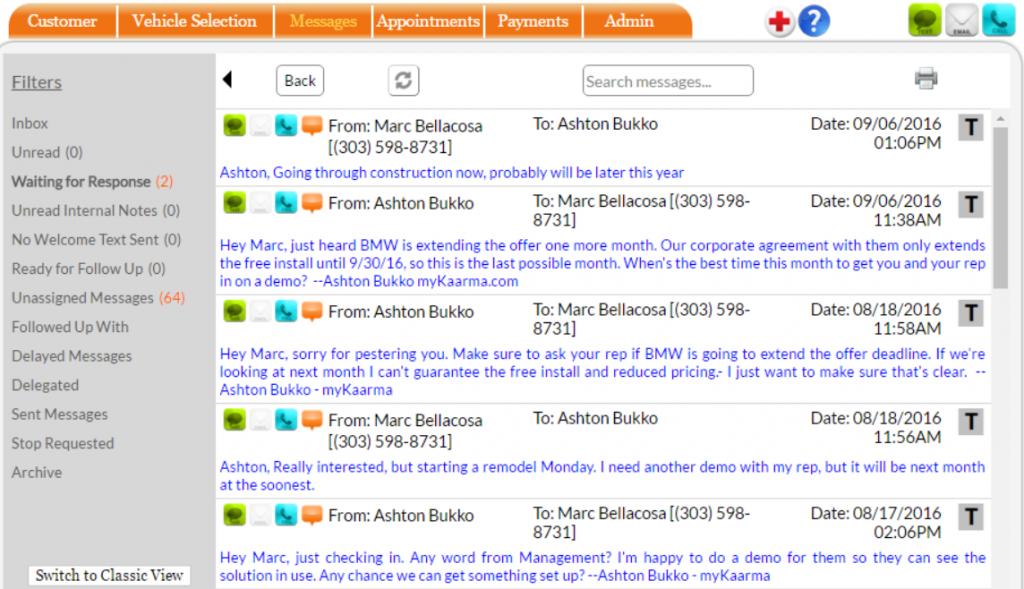 Customer Vehicle Selection Messages Appointments Payments Admin
TEXT EMAIL CALL
Filters
Back
Search messages...
Inbox
Unread (0)
Waiting for Response (2)
Unread Internal Notes (0)
No Welcome Text Sent (0)
Ready for Follow Up (0)
Unassigned Messages (64)
Followed Up With
Delayed Messages
Delegated
Sent Messages
Stop Requested
Archive
Switch to Classic View
From: Marc Bellacosa To: Ashton Bukko Date: 09/06/2016 T
[(303) 598-8731] 01:06PM
Ashton, Going through construction now, probably will be later this year
From: Ashton Bukko To: Marc Bellacosa [(303) 598- Date: 09/06/2016 T
8731] 11:38AM
Hey Marc, just heard BMW is extending the offer one more month. Our corporate agreement with them only extends
the free install until 9/30/16, so this is the last possible month. When's the best time this month to get you and your rep
in on a demo? --Ashton Bukko myKaarma.com
From: Ashton Bukko To: Marc Bellacosa [(303) 598- Date: 08/18/2016 T
8731] 11:58AM
Hey Marc, sorry for pestering you. Make sure to ask your rep if BMW is going to extend the offer deadline. If we're
looking at next month I can't guarantee the free install and reduced pricing.- I just want to make sure that's clear. --
Ashton Bukko - myKaarma
From: Marc Bellacosa To: Ashton Bukko Date: 08/18/2016 T
[(303) 598-8731] 11:56AM
Ashton, Really interested, but starting a remodel Monday. I need another demo with my rep, but it will be next month
at the soonest.
From: Ashton Bukko To: Marc Bellacosa [(303) 598- Date: 08/17/2016 T
8731] 02:06PM
Hey Marc, just checking in. Any word from Management? I'm happy to do a demo for them so they can see the
solution in use. Any chance we can get something set up? --Ashton Bukko - myKaarma